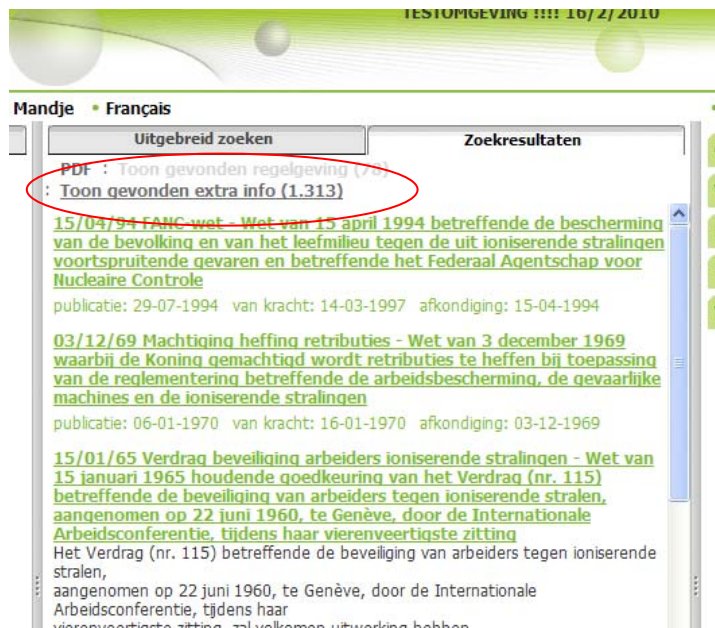 TESTOMGEVING !!!! 16/2/2010
Mandje • Français
Uitgebreid zoeken
Zoekresultaten
PDF : Toon gevonden regelgeving (78)
: Toon gevonden extra info (1.313)
15/04/94 FANC-wet - Wet van 15 april 1994 betreffende de bescherming
van de bevolking en van het leefmilieu tegen de uit ioniserende stralingen
voortspruitende gevaren en betreffende het Federaal Agentschap voor
Nucleaire Controle
publicatie: 29-07-1994 van kracht: 14-03-1997 afkondiging: 15-04-1994
03/12/69 Machtiging heffing retributies - Wet van 3 december 1969
waarbij de Koning gemachtigd wordt retributies te heffen bij toepassing
van de reglementering betreffende de arbeidsbescherming, de gevaarlijke
machines en de ioniserende stralingen
publicatie: 06-01-1970 van kracht: 16-01-1970 afkondiging: 03-12-1969
15/01/65 Verdrag beveiliging arbeiders ioniserende stralingen - Wet van
15 januari 1965 houdende goedkeuring van het Verdrag (nr. 115)
betreffende de beveiliging van arbeiders tegen ioniserende stralen,
aangenomen op 22 juni 1960, te Genève, door de Internationale
Arbeidsconferentie, tijdens haar vierenveertigste zitting
Het Verdrag (nr. 115) betreffende de beveiliging van arbeiders tegen ioniserende
stralen,
aangenomen op 22 juni 1960, te Genève, door de Internationale
Arbeidsconferentie, tijdens haar
vierenveertigste zitting, zal volkomen uitwerking hebben